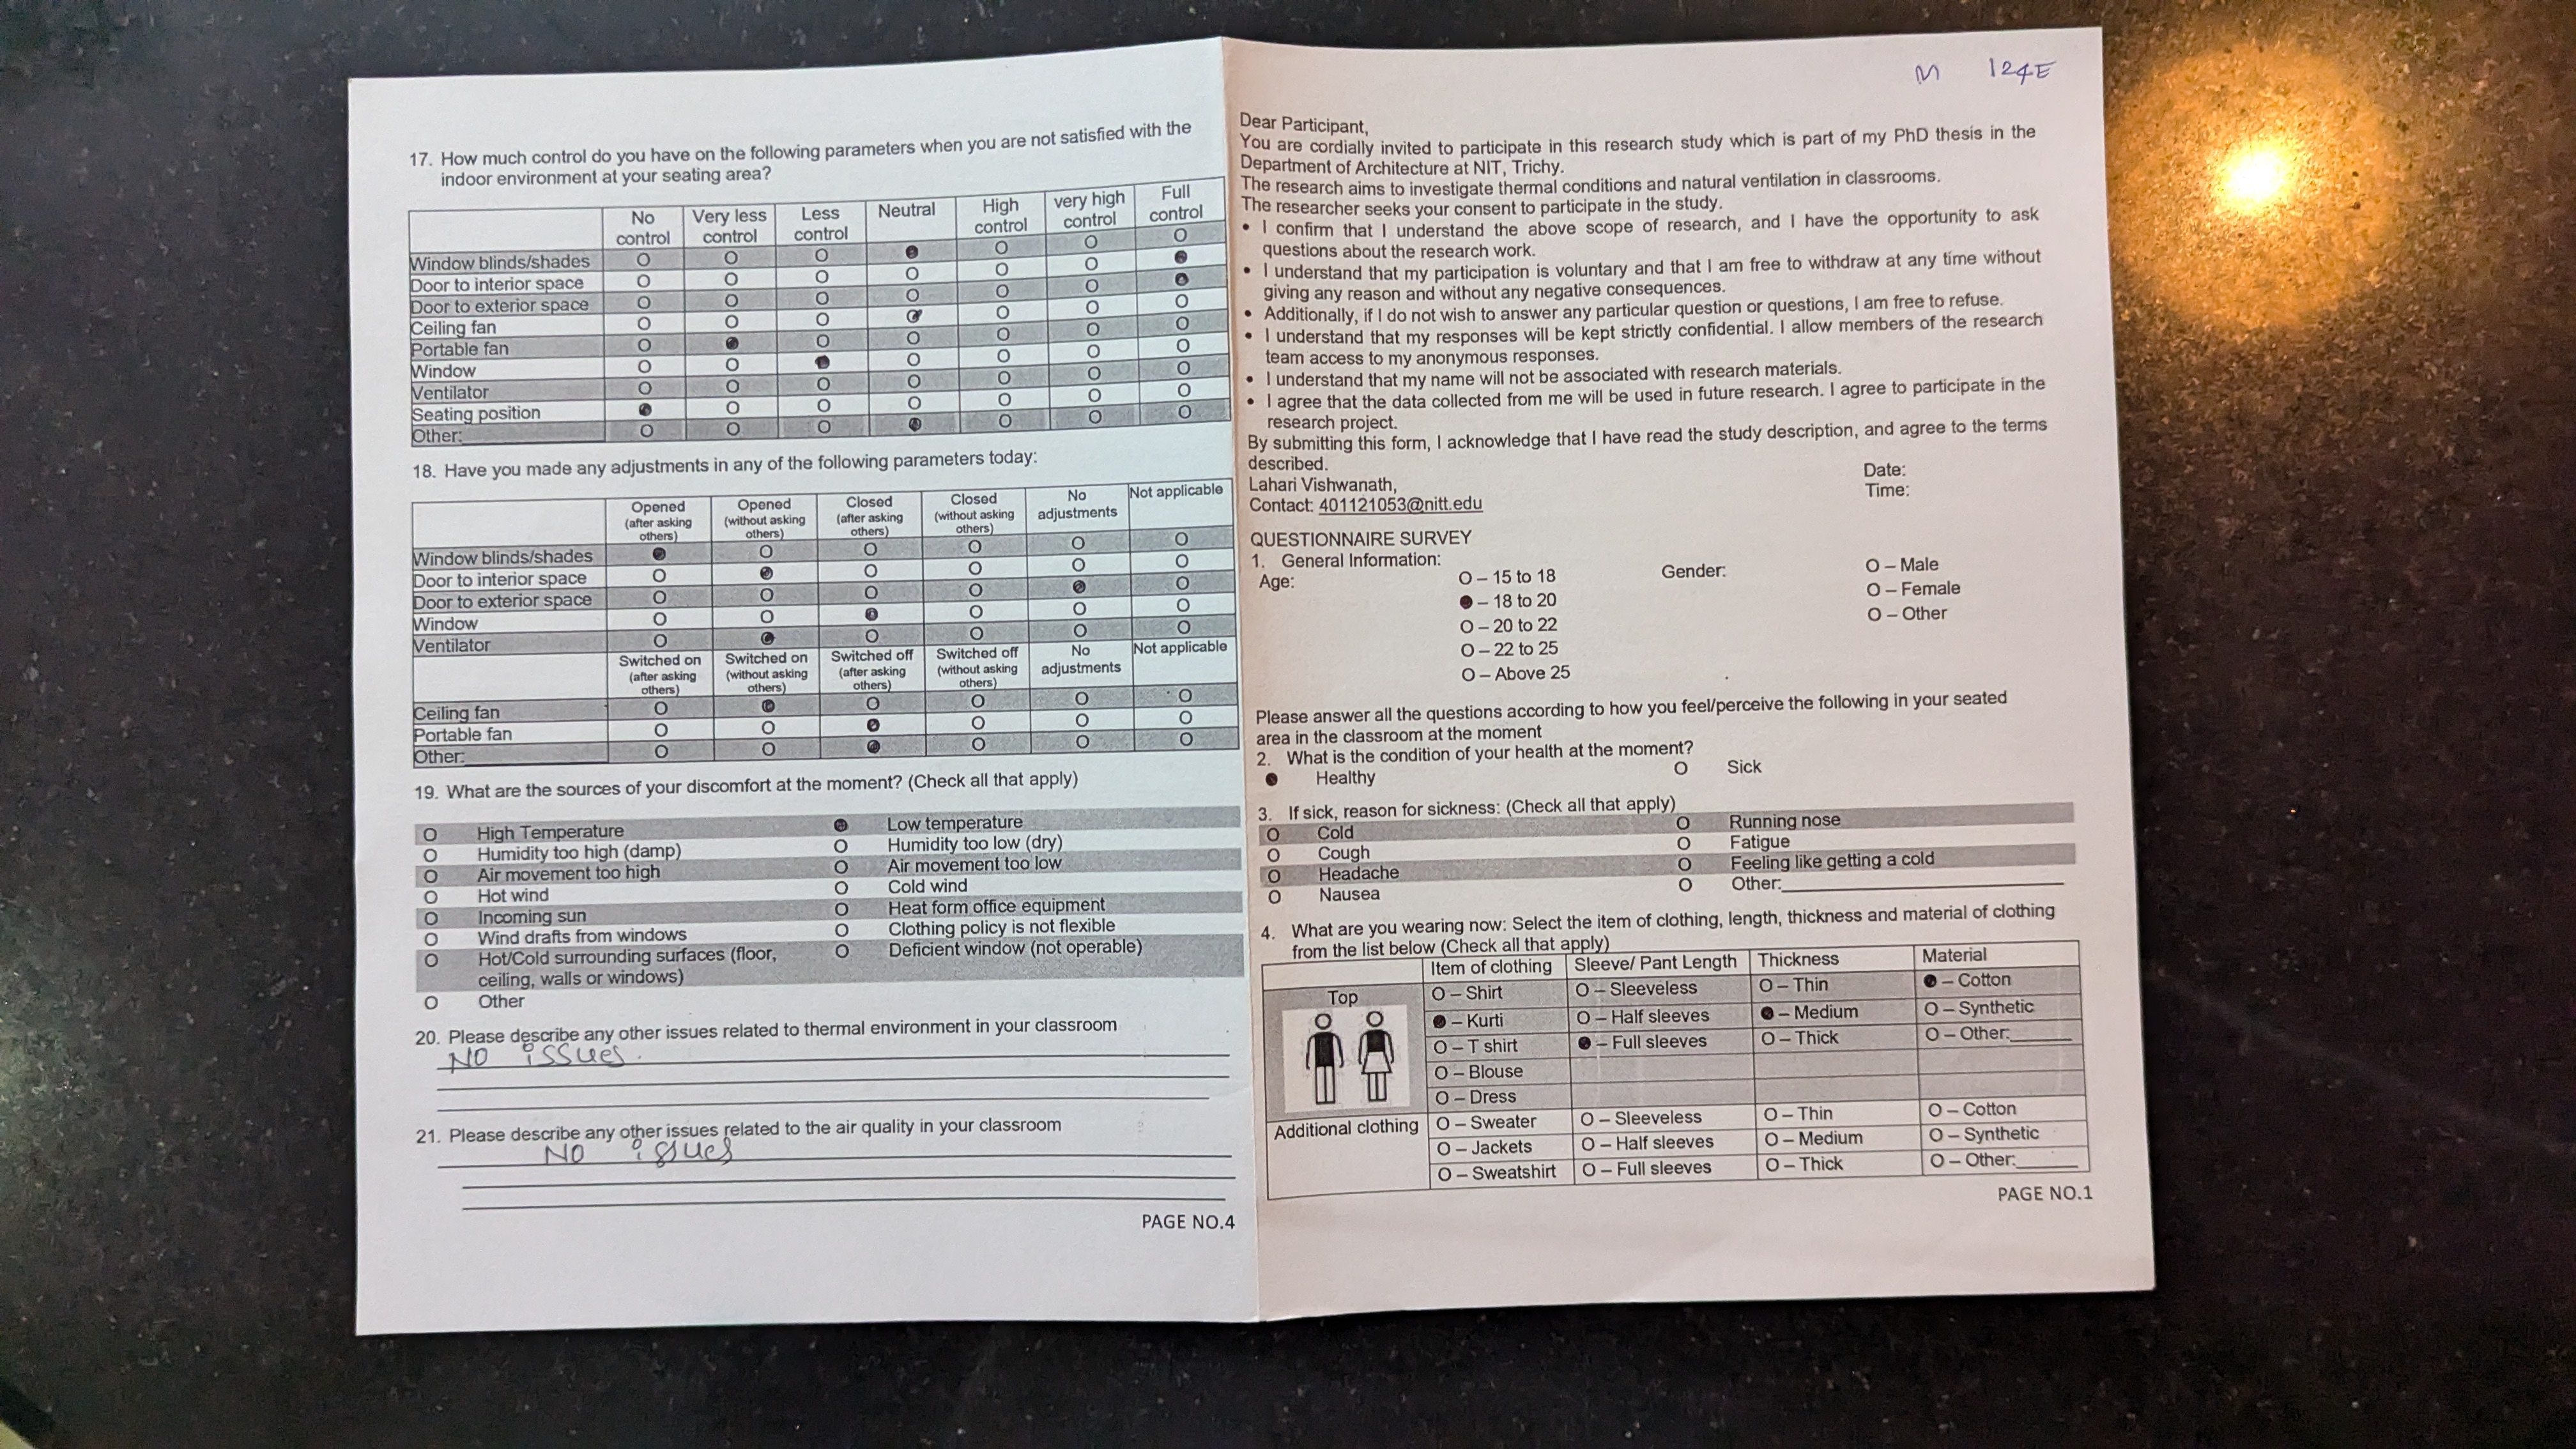 17. How much control do you have on the following parameters when you are not satisfied with the
indoor environment at your seating area?
No control | Very less control | Less control | Neutral | High control | very high control | Full control
Window blinds/shades O O O ● O O O
Door to interior space O O O O O O ●
Door to exterior space O O O O O O ●
Ceiling fan O O O ● O O O
Portable fan O ● O O O O O
Window O O ● O O O O
Ventilator O O O O O O O
Seating position ● O O O O O O
Other: O O O ● O O O
18. Have you made any adjustments in any of the following parameters today:
Opened (after asking others) | Opened (without asking others) | Closed (after asking others) | Closed (without asking others) | No adjustments | Not applicable
Window blinds/shades ● O O O O O
Door to interior space O ● O O O O
Door to exterior space O O O O ● O
Window O O ● O O O
Ventilator O ● O O O O
Switched on (after asking others) | Switched on (without asking others) | Switched off (after asking others) | Switched off (without asking others) | No adjustments | Not applicable
Ceiling fan O ● O O O O
Portable fan O O ● O O O
Other: O O ● O O O
19. What are the sources of your discomfort at the moment? (Check all that apply)
O High Temperature ● Low temperature
O Humidity too high (damp) O Humidity too low (dry)
O Air movement too high O Air movement too low
O Hot wind O Cold wind
O Incoming sun O Heat form office equipment
O Wind drafts from windows O Clothing policy is not flexible
O Hot/Cold surrounding surfaces (floor, O Deficient window (not operable)
ceiling, walls or windows)
O Other
20. Please describe any other issues related to thermal environment in your classroom
NO issues.
21. Please describe any other issues related to the air quality in your classroom
NO issues
PAGE NO.4
M 124E
Dear Participant,
You are cordially invited to participate in this research study which is part of my PhD thesis in the
Department of Architecture at NIT, Trichy.
The research aims to investigate thermal conditions and natural ventilation in classrooms.
The researcher seeks your consent to participate in the study.
• I confirm that I understand the above scope of research, and I have the opportunity to ask
questions about the research work.
• I understand that my participation is voluntary and that I am free to withdraw at any time without
giving any reason and without any negative consequences.
• Additionally, if I do not wish to answer any particular question or questions, I am free to refuse.
• I understand that my responses will be kept strictly confidential. I allow members of the research
team access to my anonymous responses.
• I understand that my name will not be associated with research materials.
• I agree that the data collected from me will be used in future research. I agree to participate in the
research project.
By submitting this form, I acknowledge that I have read the study description, and agree to the terms
described.
Date:
Lahari Vishwanath,
Time:
Contact: 401121053@nitt.edu
QUESTIONNAIRE SURVEY
1. General Information:
Age: O – 15 to 18 Gender: O – Male
● – 18 to 20 O – Female
O – 20 to 22 O – Other
O – 22 to 25
O – Above 25
Please answer all the questions according to how you feel/perceive the following in your seated
area in the classroom at the moment
2. What is the condition of your health at the moment?
● Healthy O Sick
3. If sick, reason for sickness: (Check all that apply)
O Cold O Running nose
O Cough O Fatigue
O Headache O Feeling like getting a cold
O Nausea O Other:
4. What are you wearing now: Select the item of clothing, length, thickness and material of clothing
from the list below (Check all that apply)
Item of clothing | Sleeve/ Pant Length | Thickness | Material
Top O – Shirt O – Sleeveless O – Thin ● – Cotton
● – Kurti O – Half sleeves ● – Medium O – Synthetic
O – T shirt ● – Full sleeves O – Thick O – Other:
O – Blouse
O – Dress
Additional clothing O – Sweater O – Sleeveless O – Thin O – Cotton
O – Jackets O – Half sleeves O – Medium O – Synthetic
O – Sweatshirt O – Full sleeves O – Thick O – Other:
PAGE NO.1